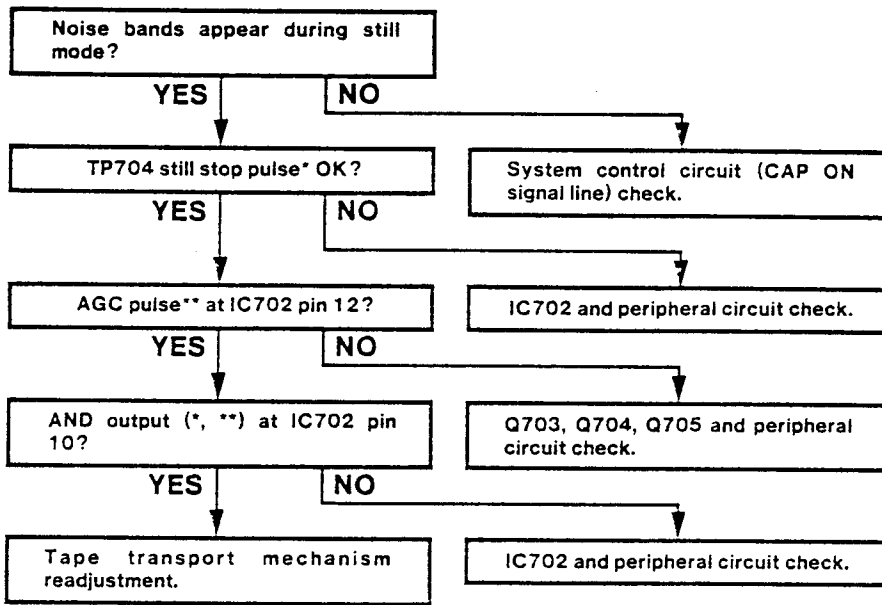 Noise bands appear during still
mode?
YES
NO
TP704 still stop pulse* OK?
System control circuit (CAP ON
signal line) check.
YES
NO
AGC pulse** at IC702 pin 12?
IC702 and peripheral circuit check.
YES
NO
AND output (*, **) at IC702 pin
10?
Q703, Q704, Q705 and peripheral
circuit check.
YES
NO
Tape transport mechanism
readjustment.
IC702 and peripheral circuit check.